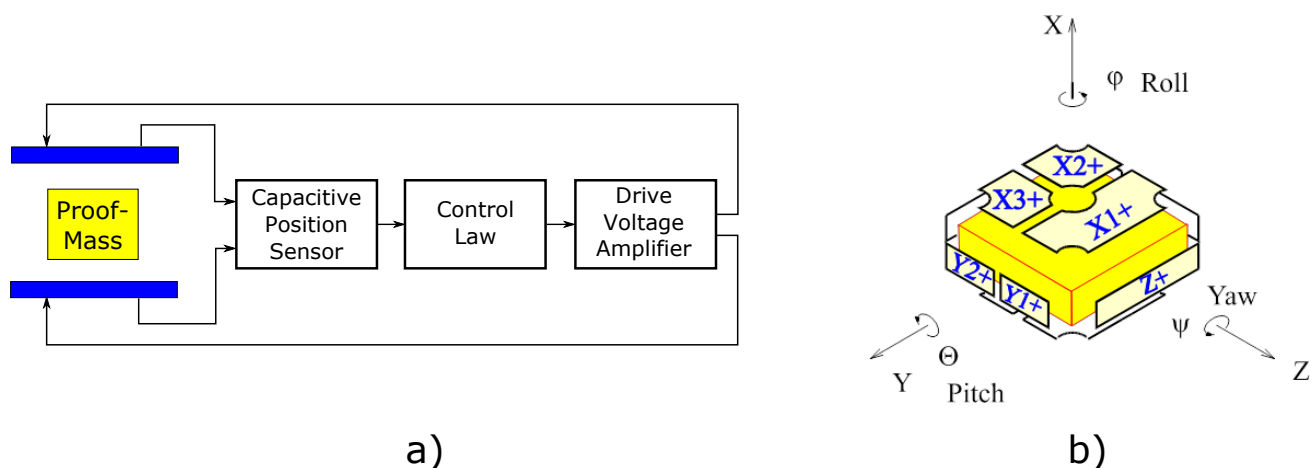 Proof-
Mass
Capacitive
Position
Sensor
Control
Law
Drive
Voltage
Amplifier
a)
X
φ Roll
X2+
X3+
X1+
Y2+
Y1+
Z+
Yaw
ψ
Θ
Y
Pitch
Z
b)